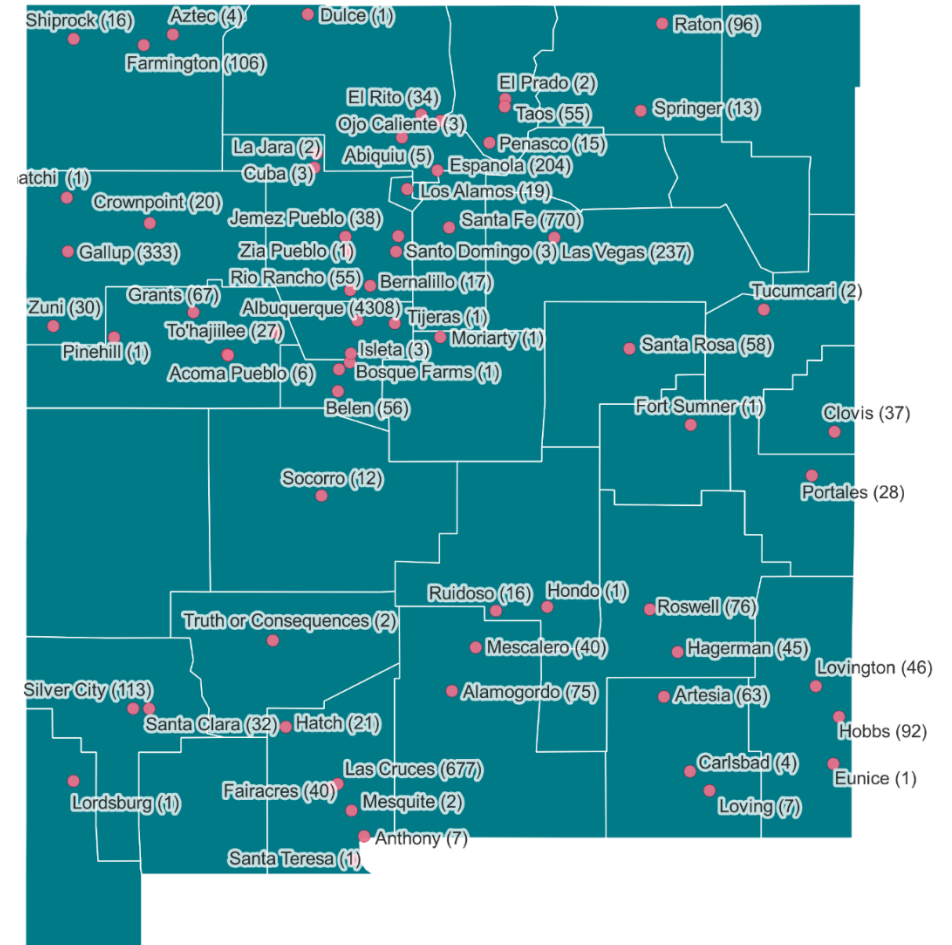 Shiprock (16)
Aztec (4)
Dulce (1)
Raton (96)
Farmington (106)
El Prado (2)
El Rito (34)
Taos (55)
Springer (13)
Ojo Caliente (3)
La Jara (2)
Abiquiu (5)
Penasco (15)
Cuba (3)
Espanola (204)
atchi (1)
Los Alamos (19)
Crownpoint (20)
Jemez Pueblo (38)
Santa Fe (770)
Gallup (333)
Zia Pueblo (1)
Santo Domingo (3)
Las Vegas (237)
Rio Rancho (55)
Bernalillo (17)
Tucumcari (2)
Grants (67)
Zuni (30)
Albuquerque (4308)
Tijeras (1)
To'hajiilee (27)
Moriarty (1)
Pinehill (1)
Isleta (3)
Santa Rosa (58)
Acoma Pueblo (6)
Bosque Farms (1)
Belen (56)
Fort Sumner (1)
Clovis (37)
Socorro (12)
Portales (28)
Ruidoso (16)
Hondo (1)
Roswell (76)
Truth or Consequences (2)
Mescalero (40)
Hagerman (45)
Lovington (46)
Silver City (113)
Alamogordo (75)
Artesia (63)
Santa Clara (32)
Hatch (21)
Hobbs (92)
Las Cruces (677)
Carlsbad (4)
Eunice (1)
Fairacres (40)
Lordsburg (1)
Mesquite (2)
Loving (7)
Anthony (7)
Santa Teresa (1)